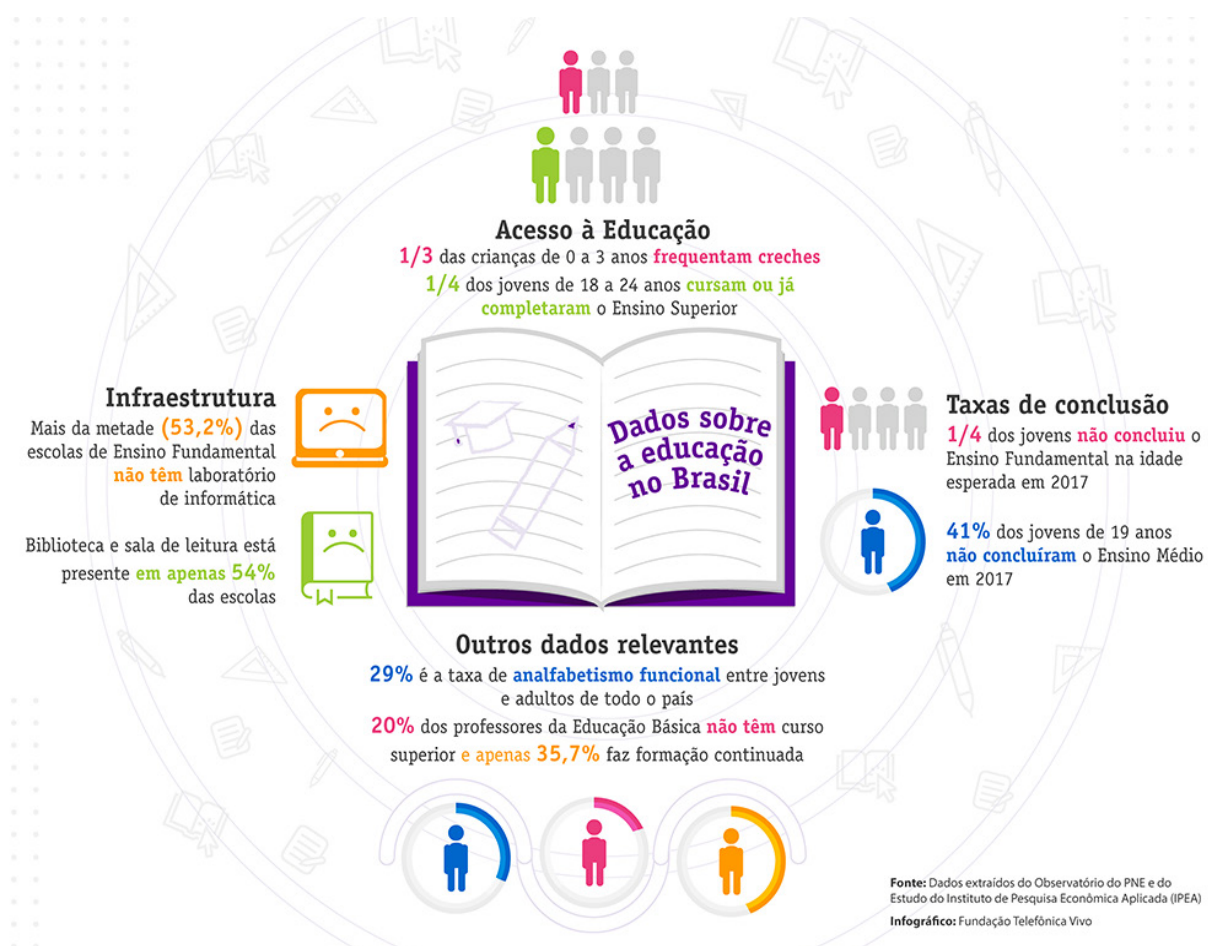 Acesso à Educação
1/3 das crianças de 0 a 3 anos frequentam creches
1/4 dos jovens de 18 a 24 anos cursam ou já
completaram o Ensino Superior
Infraestrutura
Mais da metade (53,2%) das
escolas de Ensino Fundamental
não têm laboratório
de informática
Biblioteca e sala de leitura está
presente em apenas 54%
das escolas
Dados sobre
a educação
no Brasil
Taxas de conclusão
1/4 dos jovens não concluiu o
Ensino Fundamental na idade
esperada em 2017
41% dos jovens de 19 anos
não concluíram o Ensino Médio
em 2017
Outros dados relevantes
29% é a taxa de analfabetismo funcional entre jovens
e adultos de todo o país
20% dos professores da Educação Básica não têm curso
superior e apenas 35,7% faz formação continuada
Fonte: Dados extraídos do Observatório do PNE e do
Estudo do Instituto de Pesquisa Econômica Aplicada (IPEA)
Infográfico: Fundação Telefônica Vivo